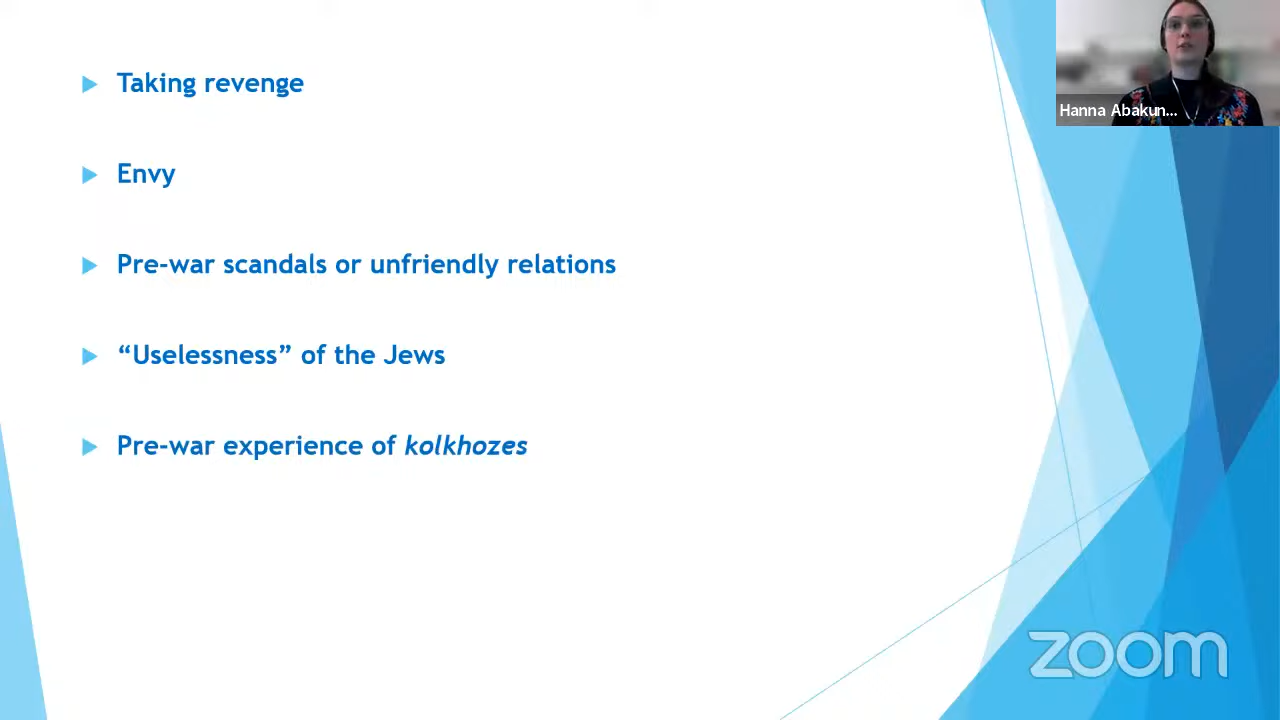 Taking revenge
Envy
Pre-war scandals or unfriendly relations
“Uselessness” of the Jews
Pre-war experience of kolkhozes
Hanna Abakun...
zoom